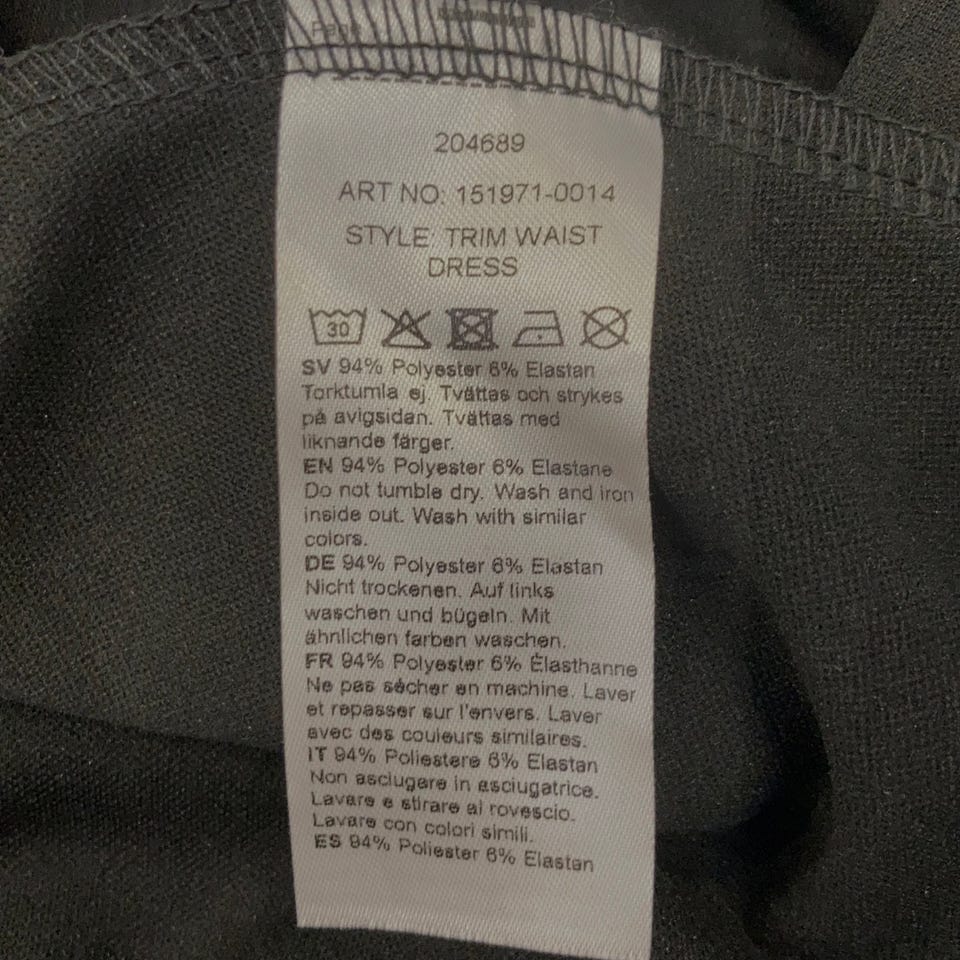 204689
ART NO: 151971-0014
STYLE: TRIM WAIST
DRESS
30
SV 94% Polyester 6% Elastan
Torktumla ej. Tvättas och strykes
på avigsidan. Tvättas med
liknande färger.
EN 94% Polyester 6% Elastane
Do not tumble dry. Wash and iron
inside out. Wash with similar
colors.
DE 94% Polyester 6% Elastan
Nicht trockenen. Auf links
waschen und bügeln. Mit
ähnlichen farben waschen.
FR 94% Polyester 6% Élasthanne
Ne pas sécher en machine. Laver
et repasser sur l'envers. Laver
avec des couleurs similaires.
IT 94% Poliestere 6% Elastan
Non asciugare in asciugatrice.
Lavare e stirare al rovescio.
Lavare con colori simili.
ES 94% Poliester 6% Elastan